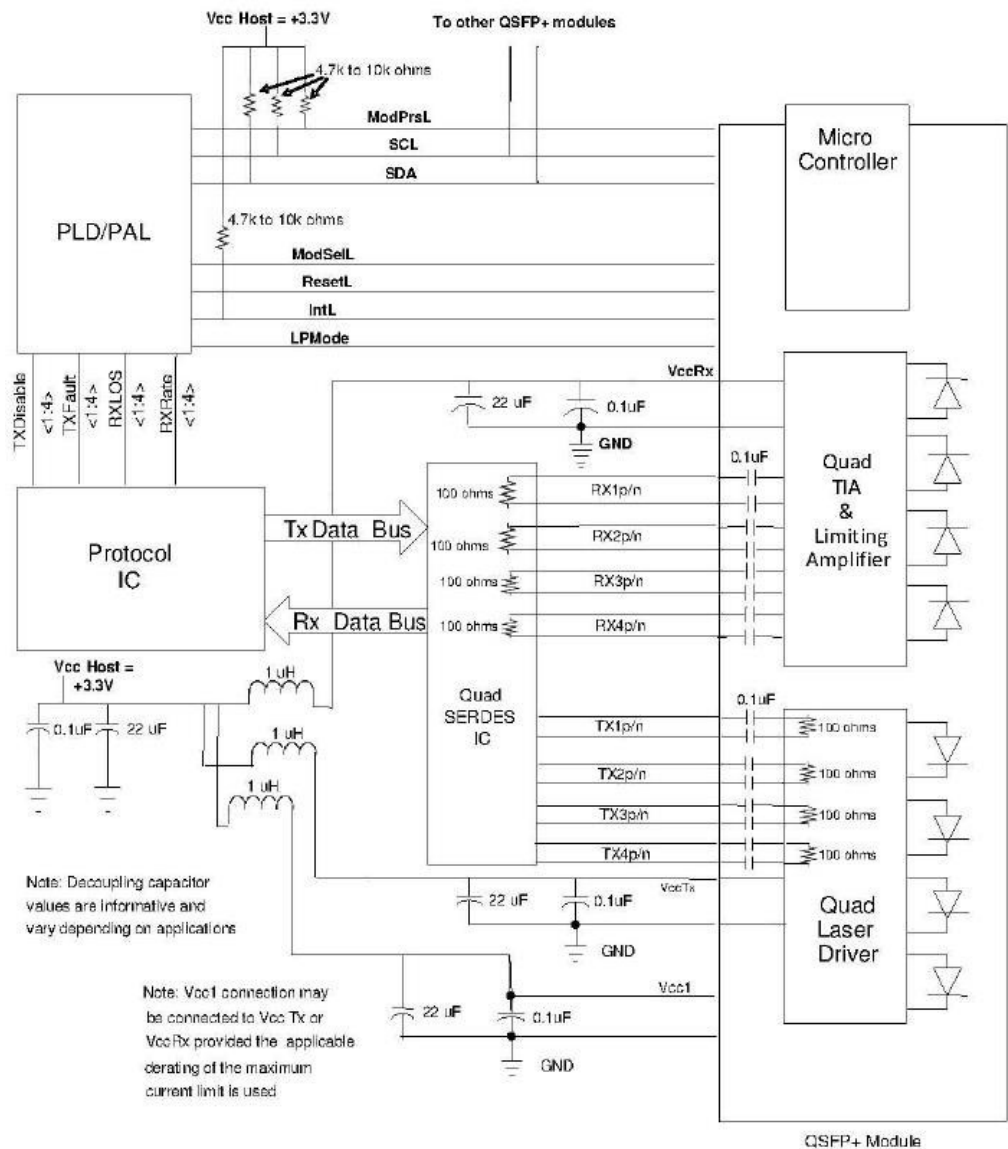 Vcc Host = +3.3V
To other QSFP+ modules
4.7k to 10k ohms
ModPrsL
SCL
SDA
Micro
Controller
PLD/PAL
4.7k to 10k ohms
ModSelL
ResetL
IntL
LPMode
TXDisable
<1:4>
TXFault
<1:4>
RXLOS
<1:4>
RXRate
<1:4>
VccRx
22 uF
0.1uF
GND
0.1uF
Quad
TIA
&
Limiting
Amplifier
100 ohms
RX1p/n
100 ohms
RX2p/n
100 ohms
RX3p/n
100 ohms
RX4p/n
Protocol
IC
Tx Data Bus
Rx Data Bus
Quad
SERDES
IC
Vcc Host =
+3.3V
0.1uF
22 uF
1 uH
1 uH
1 uH
0.1uF
TX1p/n
100 ohms
TX2p/n
100 ohms
TX3p/n
100 ohms
TX4p/n
100 ohms
Quad
Laser
Driver
VccTx
22 uF
0.1uF
GND
Note: Decoupling capacitor
values are informative and
vary depending on applications
Vcc1
22 uF
0.1uF
GND
Note: Vcc1 connection may
be connected to Vcc Tx or
VccRx provided the applicable
derating of the maximum
current limit is used
QSFP+ Module